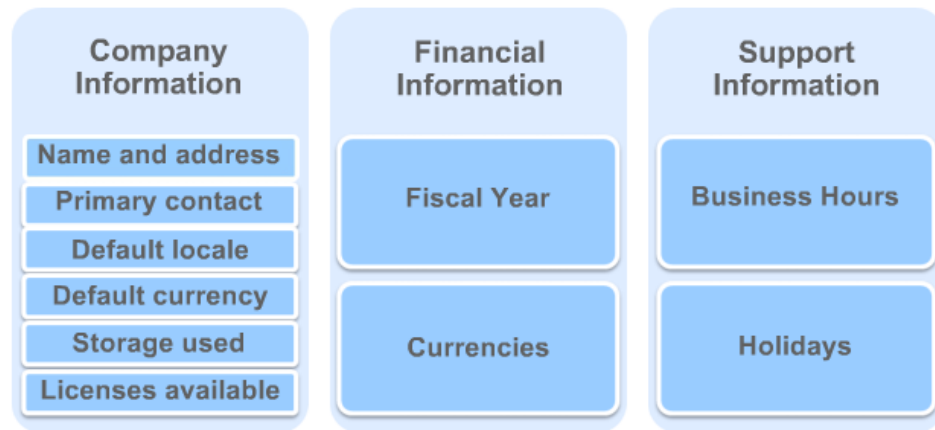 Company
Information
Name and address
Primary contact
Default locale
Default currency
Storage used
Licenses available
Financial
Information
Fiscal Year
Currencies
Support
Information
Business Hours
Holidays